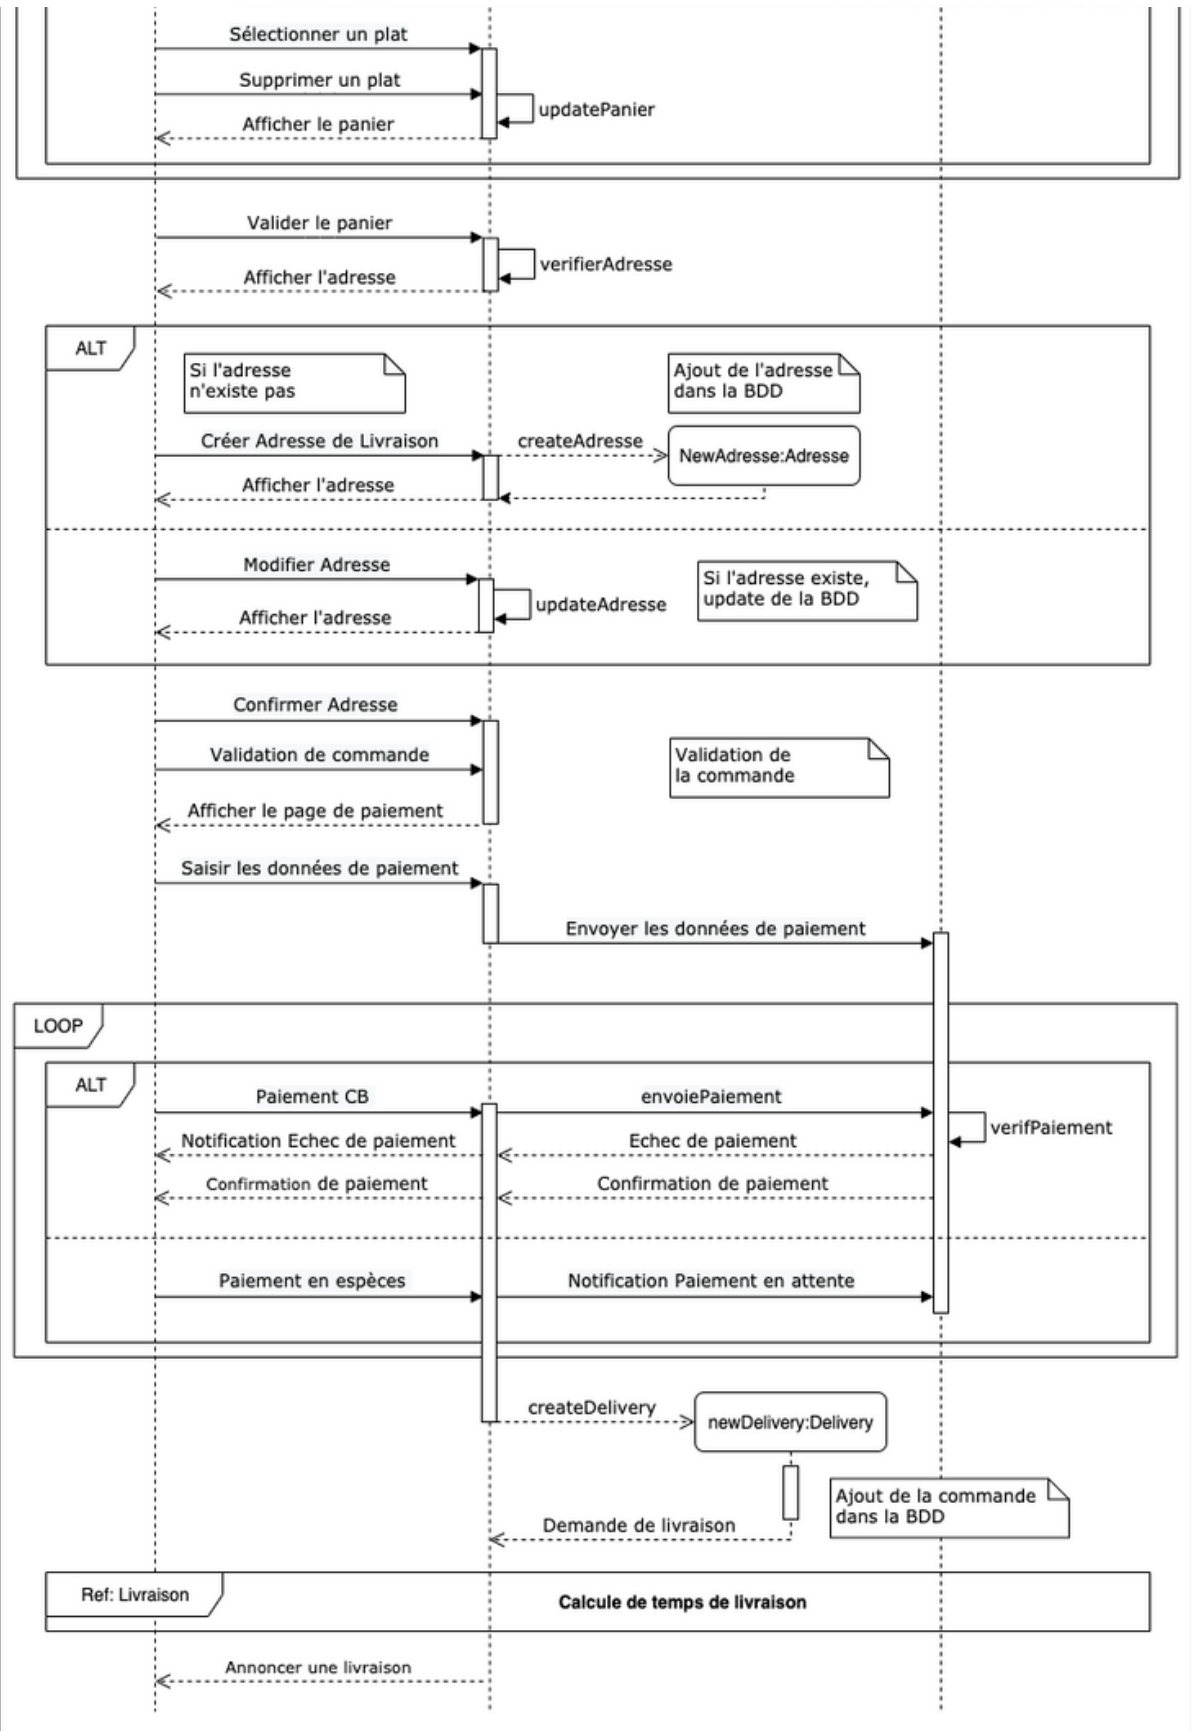 Sélectionner un plat
Supprimer un plat
updatePanier
Afficher le panier
Valider le panier
verifierAdresse
Afficher l'adresse
ALT
Si l'adresse
n'existe pas
Ajout de l'adresse
dans la BDD
Créer Adresse de Livraison
createAdresse
NewAdresse:Adresse
Afficher l'adresse
Modifier Adresse
Si l'adresse existe,
update de la BDD
updateAdresse
Afficher l'adresse
Confirmer Adresse
Validation de commande
Validation de
la commande
Afficher le page de paiement
Saisir les données de paiement
Envoyer les données de paiement
LOOP
ALT
Paiement CB
envoiePaiement
verifPaiement
Notification Echec de paiement
Echec de paiement
Confirmation de paiement
Confirmation de paiement
Paiement en espèces
Notification Paiement en attente
createDelivery
newDelivery:Delivery
Ajout de la commande
dans la BDD
Demande de livraison
Ref: Livraison
Calcule de temps de livraison
Annoncer une livraison